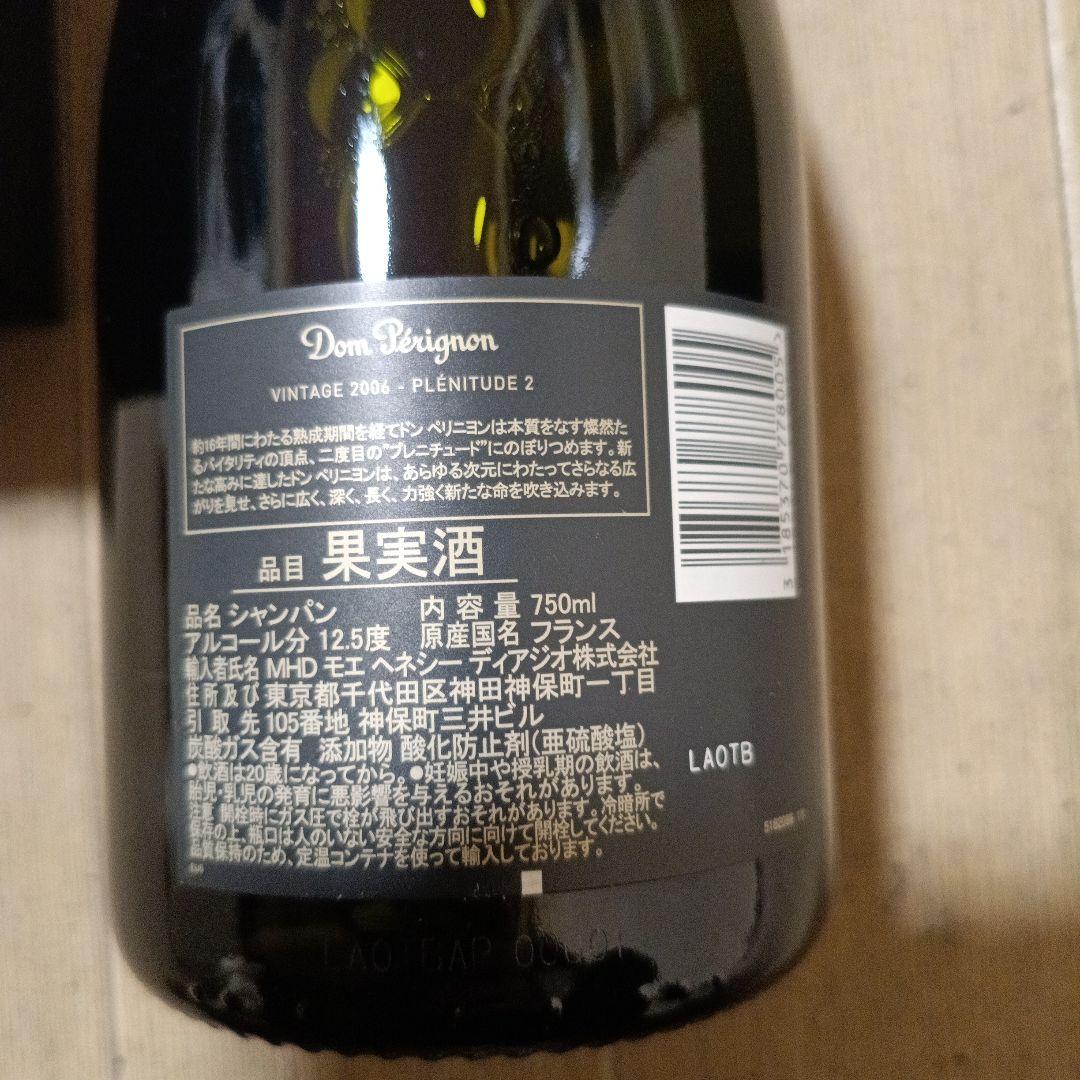 Dom Pérignon
VINTAGE 2006 - PLÉNITUDE 2
約16年間にわたる熟成期間を経てドン ペリニヨンは本質をなす燦然た
るバイタリティの頂点、二度目の"プレニチュード"にのぼりつめます。新
たな高みに達したドン ペリニヨンは、あらゆる次元にわたってさらなる広
がりを見せ、さらに広く、深く、長く、力強く新たな命を吹き込みます。
品目 果実酒
品名 シャンパン 内容量 750ml
アルコール分 12.5度 原産国名 フランス
輸入者氏名 MHD モエ ヘネシー ディアジオ株式会社
住所及び 東京都千代田区神田神保町一丁目
引取先 105番地 神保町三井ビル
炭酸ガス含有 添加物 酸化防止剤(亜硫酸塩)
●飲酒は20歳になってから。●妊娠中や授乳期の飲酒は、
胎児・乳児の発育に悪影響を与えるおそれがあります。
注意 開栓時にガス圧で栓が飛び出すおそれがあります。冷暗所で
保存の上、瓶口は人のいない安全な方向に向けて開栓してください。
品質保持のため、定温コンテナを使って輸入しております。
3 185370 778005 >
LAOTB